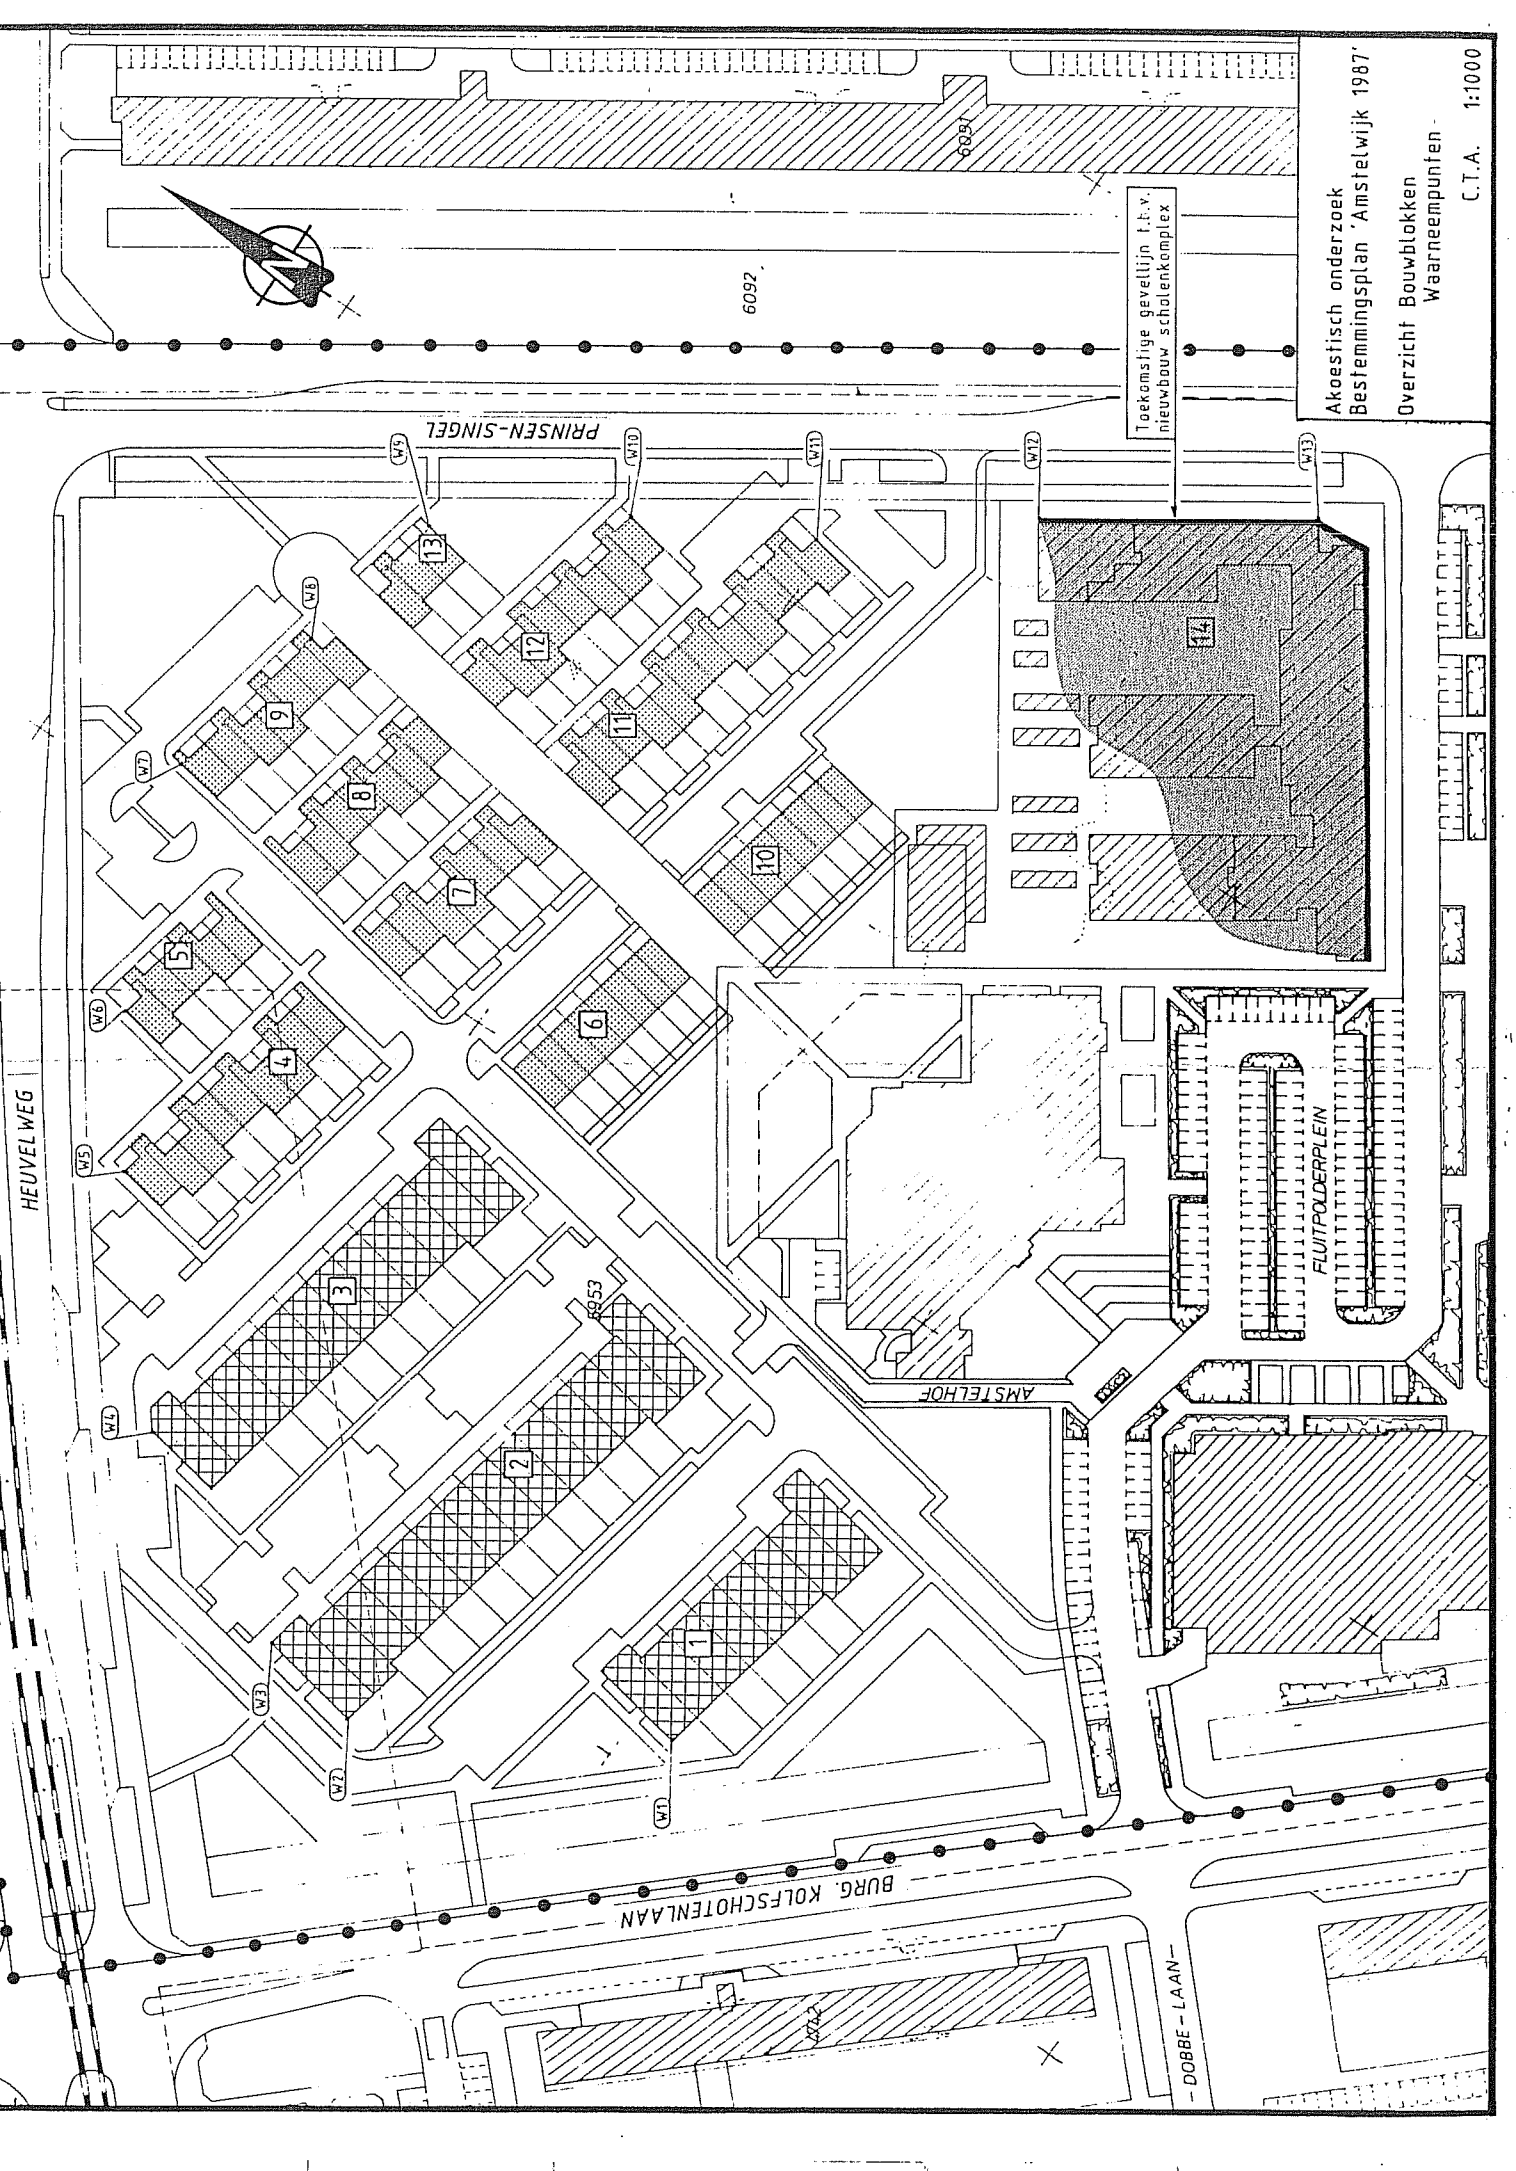 Akoestisch onderzoek
Bestemmingsplan 'Amstelwijk 1987'
Overzicht Bouwblokken
Waarneempunten
C.T.A. 1:1000
Toekomstige gevellijn t.b.v.
nieuwbouw scholenkomplex
N
6091
6092
PRINSEN-SINGEL
HEUVELWEG
W9
W10
W11
W12
W13
W8
W7
W6
W5
W4
W3
W2
W1
13
12
11
14
9
8
7
10
5
4
6
3
2
1
5953
AMSTELHOF
FLUITPOLDERPLEIN
BURG. KOLFSCHOTENLAAN
DOBBE-LAAN